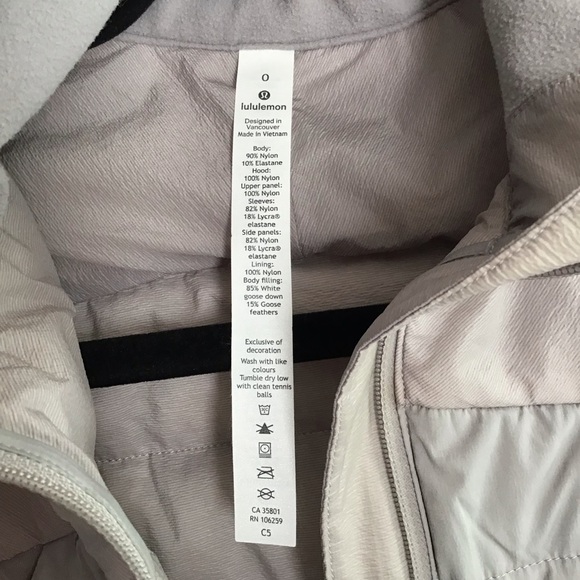 0
lululemon
Designed in
Vancouver
Made in Vietnam
Body:
90% Nylon
10% Elastane
Hood:
100% Nylon
Upper panel:
100% Nylon
Sleeves:
82% Nylon
18% Lycra®
elastane
Side panels:
82% Nylon
18% Lycra®
elastane
Lining:
100% Nylon
Body filling:
85% White
goose down
15% Goose
feathers
Exclusive of
decoration
Wash with like
colours
Tumble dry low
with clean tennis
balls
CA 35801
RN 106259
C5